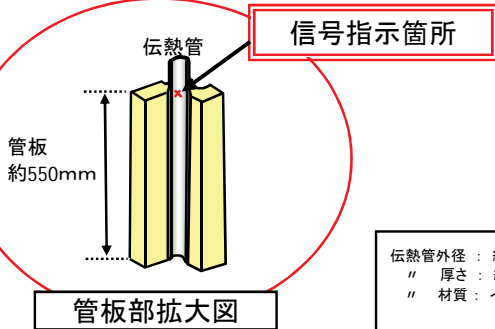 信号指示箇所
伝熱管
管板
約550mm
伝熱管外径：
〃 厚さ：
〃 材質：
管板部拡大図